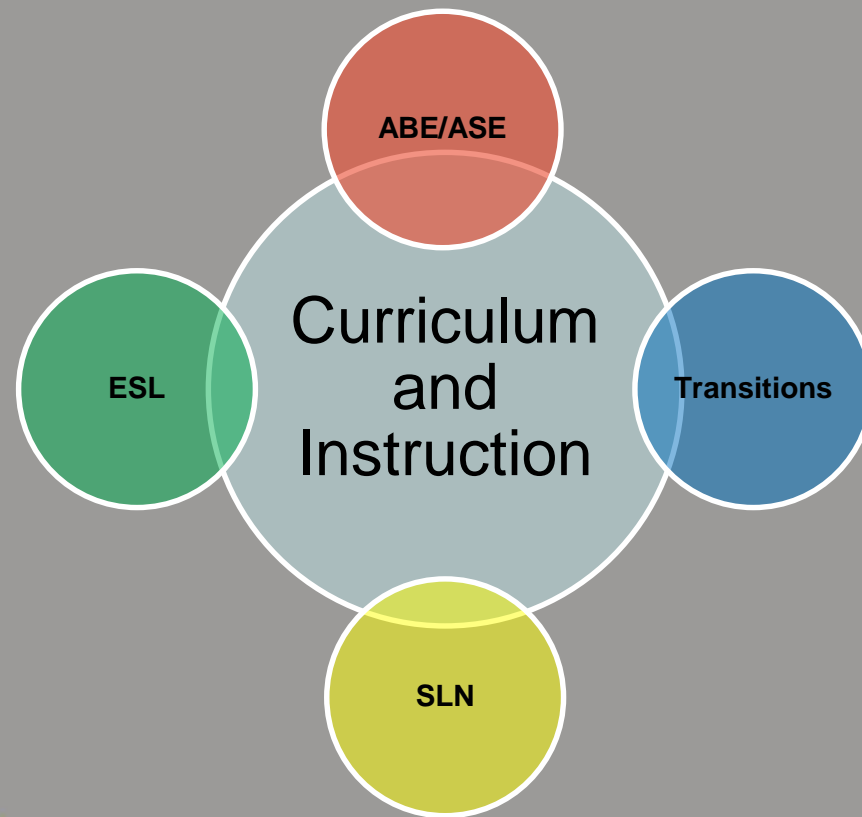 ABE/ASE
Curriculum
and
Instruction
ESL
Transitions
SLN